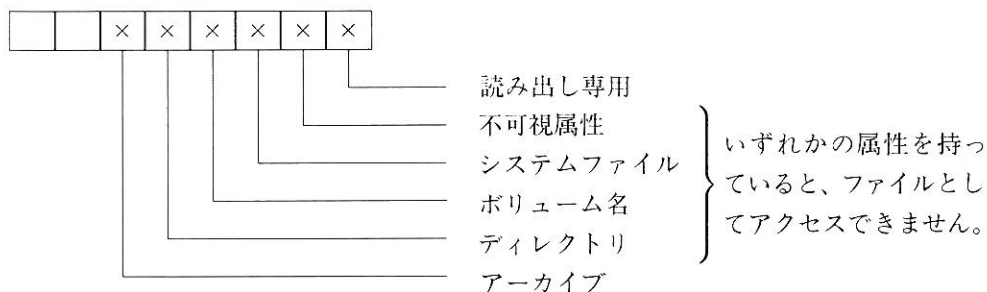 × × × × × ×
読み出し専用
不可視属性
システムファイル
ボリューム名
ディレクトリ
アーカイブ
いずれかの属性を持っ
ていると、ファイルとし
てアクセスできません。